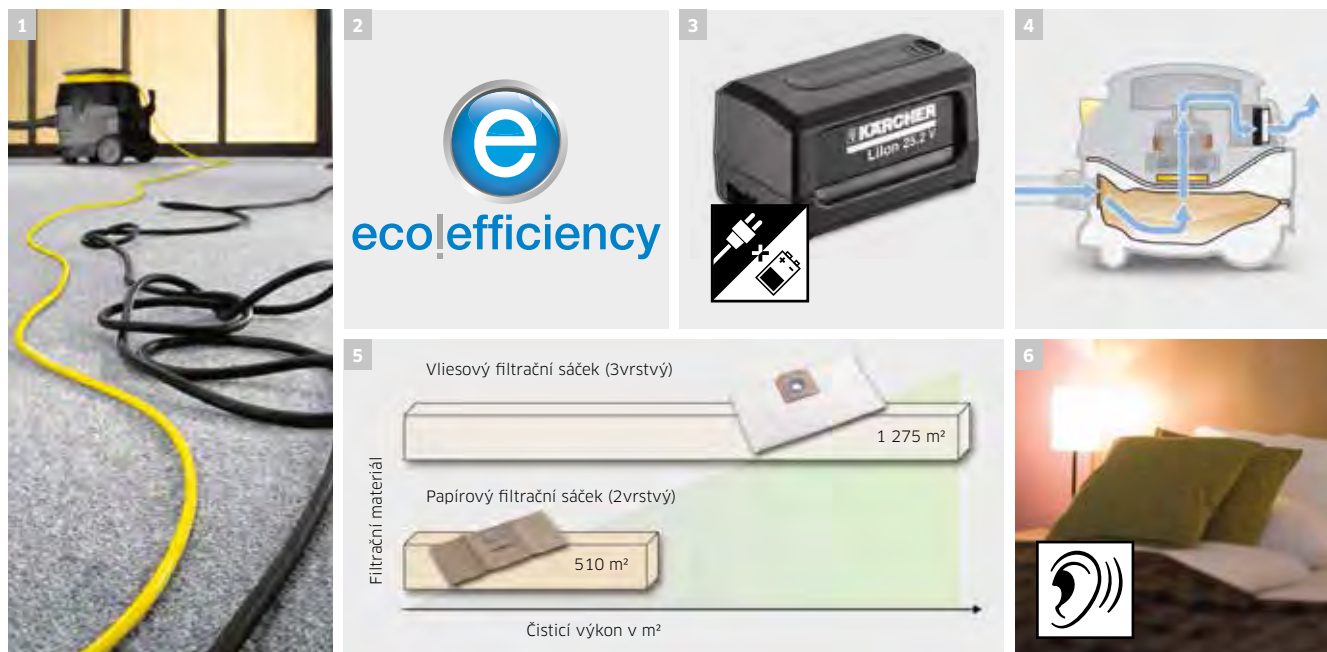 1
2
e
eco!efficiency
3
KÄRCHER
LiIon 25.2 V
4
5
Vliesový filtrační sáček (3vrstvý)
1 275 m²
Papírový filtrační sáček (2vrstvý)
510 m²
Filtrační materiál
Čisticí výkon v m²
6